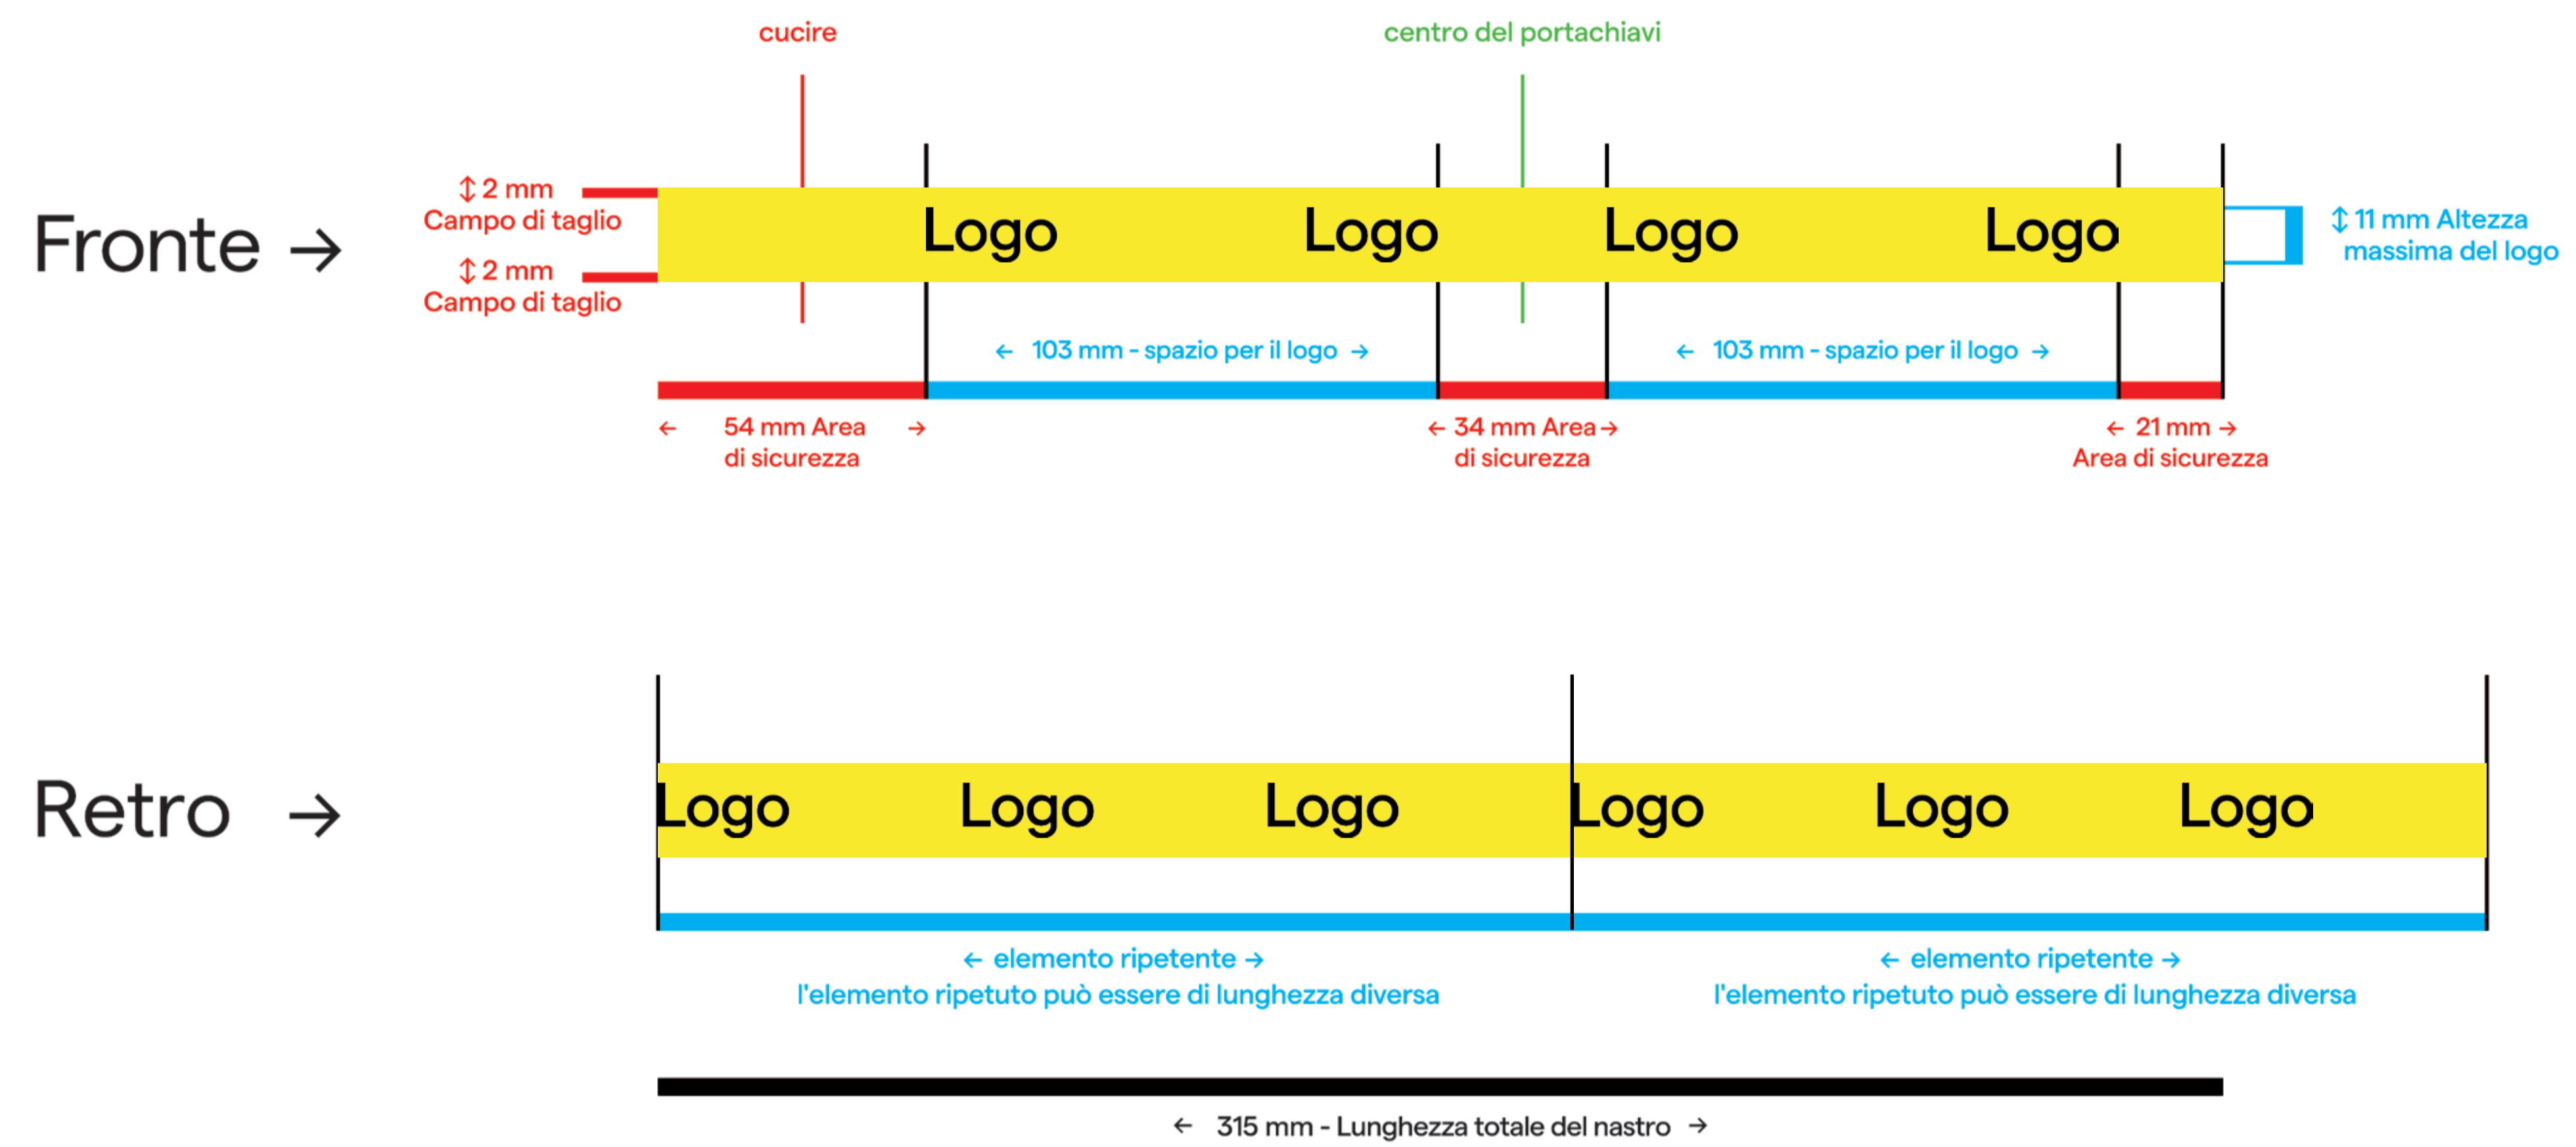 cucire
centro del portachiavi
↕ 2 mm
Campo di taglio
Fronte →
Logo Logo Logo Logo
↕ 11 mm Altezza
massima del logo
↕ 2 mm
Campo di taglio
← 103 mm - spazio per il logo →
← 103 mm - spazio per il logo →
← 54 mm Area →
di sicurezza
← 34 mm Area →
di sicurezza
← 21 mm →
Area di sicurezza
Retro →
Logo Logo Logo Logo Logo Logo
← elemento ripetente →
l'elemento ripetuto può essere di lunghezza diversa
← elemento ripetente →
l'elemento ripetuto può essere di lunghezza diversa
← 315 mm - Lunghezza totale del nastro →